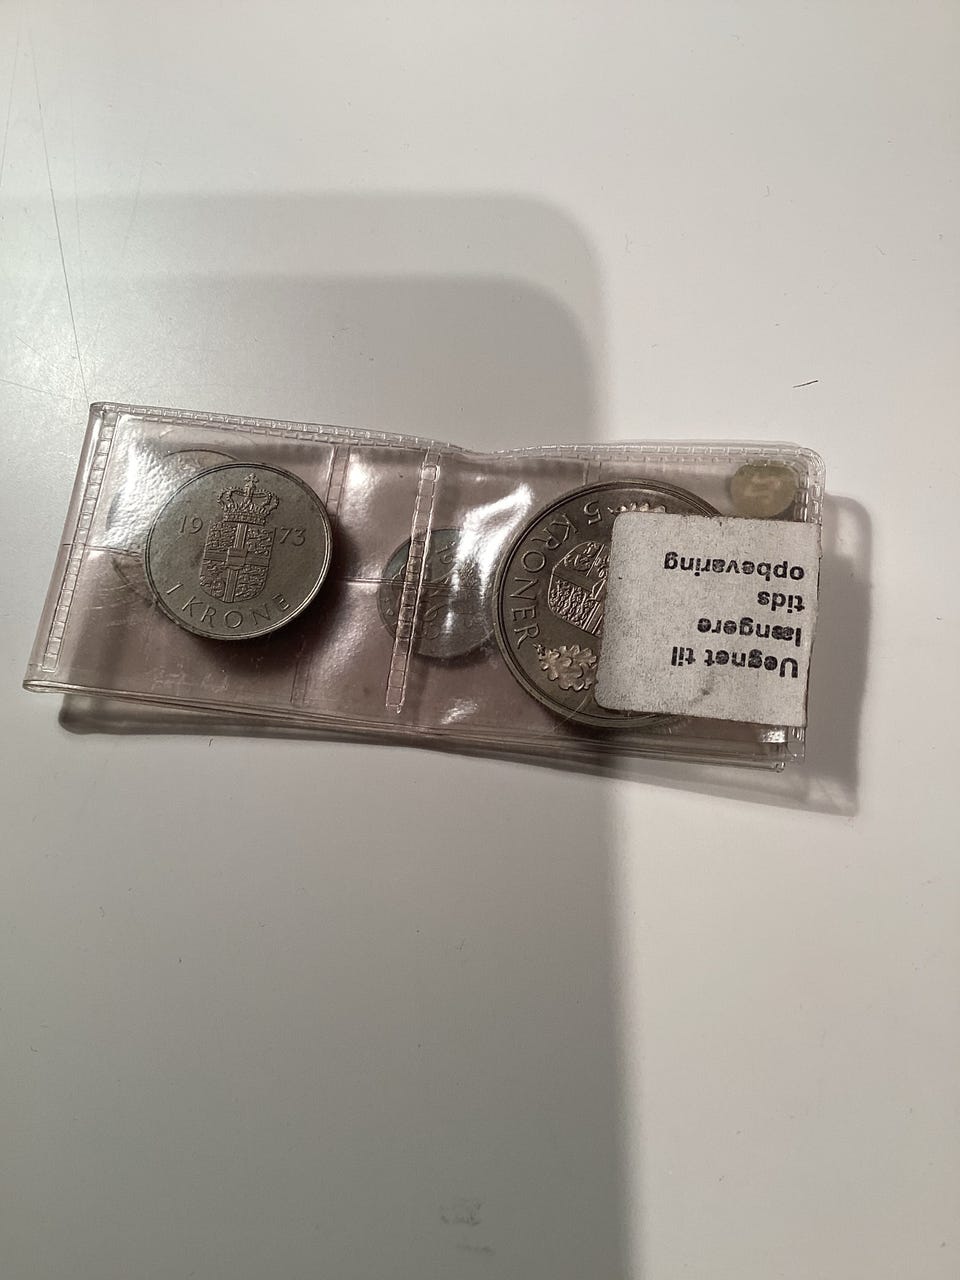 19 73
1 KRONE
5 KRONER
Uegnet til
længere
tids
opbevaring